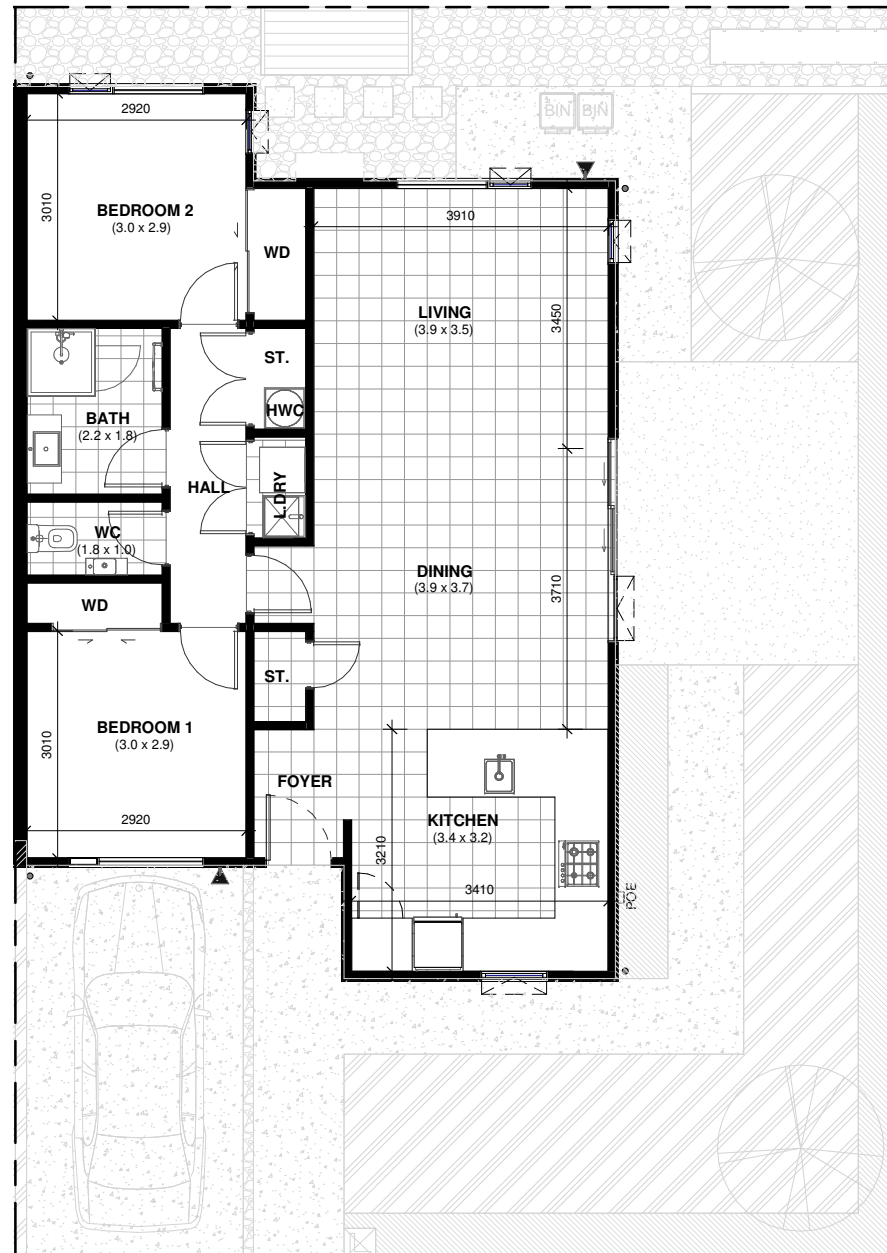 BIN
BIN
2920
3010
BEDROOM 2
(3.0 x 2.9)
WD
3910
LIVING
(3.9 x 3.5)
3450
ST.
HWC
BATH
(2.2 x 1.8)
HALL
L.DRY
WC
(1.8 x 1.0)
DINING
(3.9 x 3.7)
3710
WD
ST.
BEDROOM 1
(3.0 x 2.9)
3010
2920
FOYER
KITCHEN
(3.4 x 3.2)
3210
3410
POE